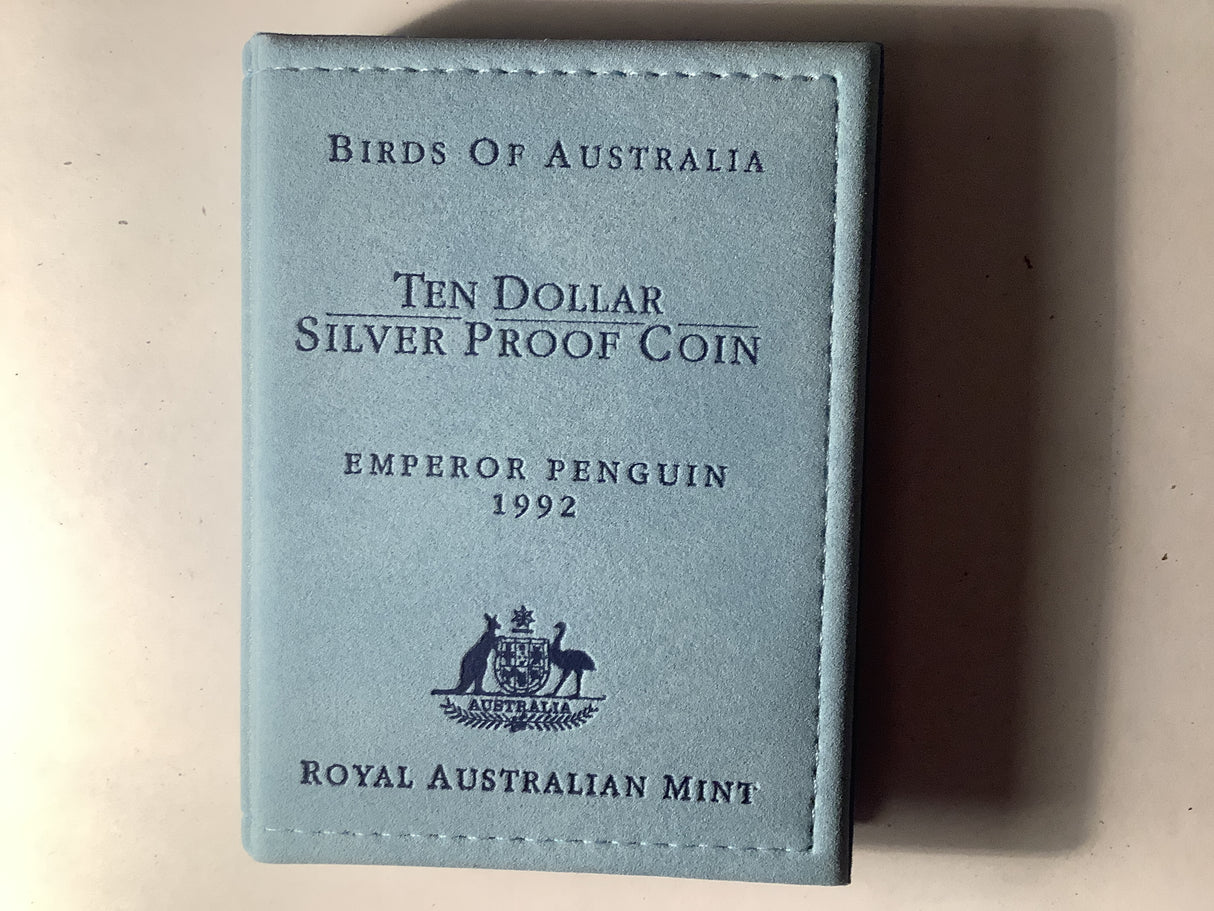 BIRDS OF AUSTRALIA
TEN DOLLAR
SILVER PROOF COIN
EMPEROR PENGUIN
1992
AUSTRALIA
ROYAL AUSTRALIAN MINT